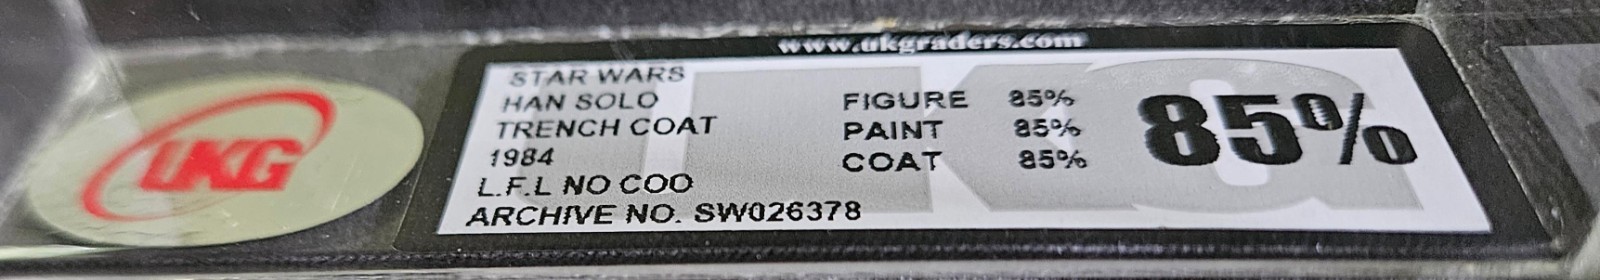 www.ukgraders.com
UKG
STAR WARS
HAN SOLO
TRENCH COAT
1984
L.F.L NO COO
ARCHIVE NO. SW026378
FIGURE 85%
PAINT 85%
COAT 85%
85%